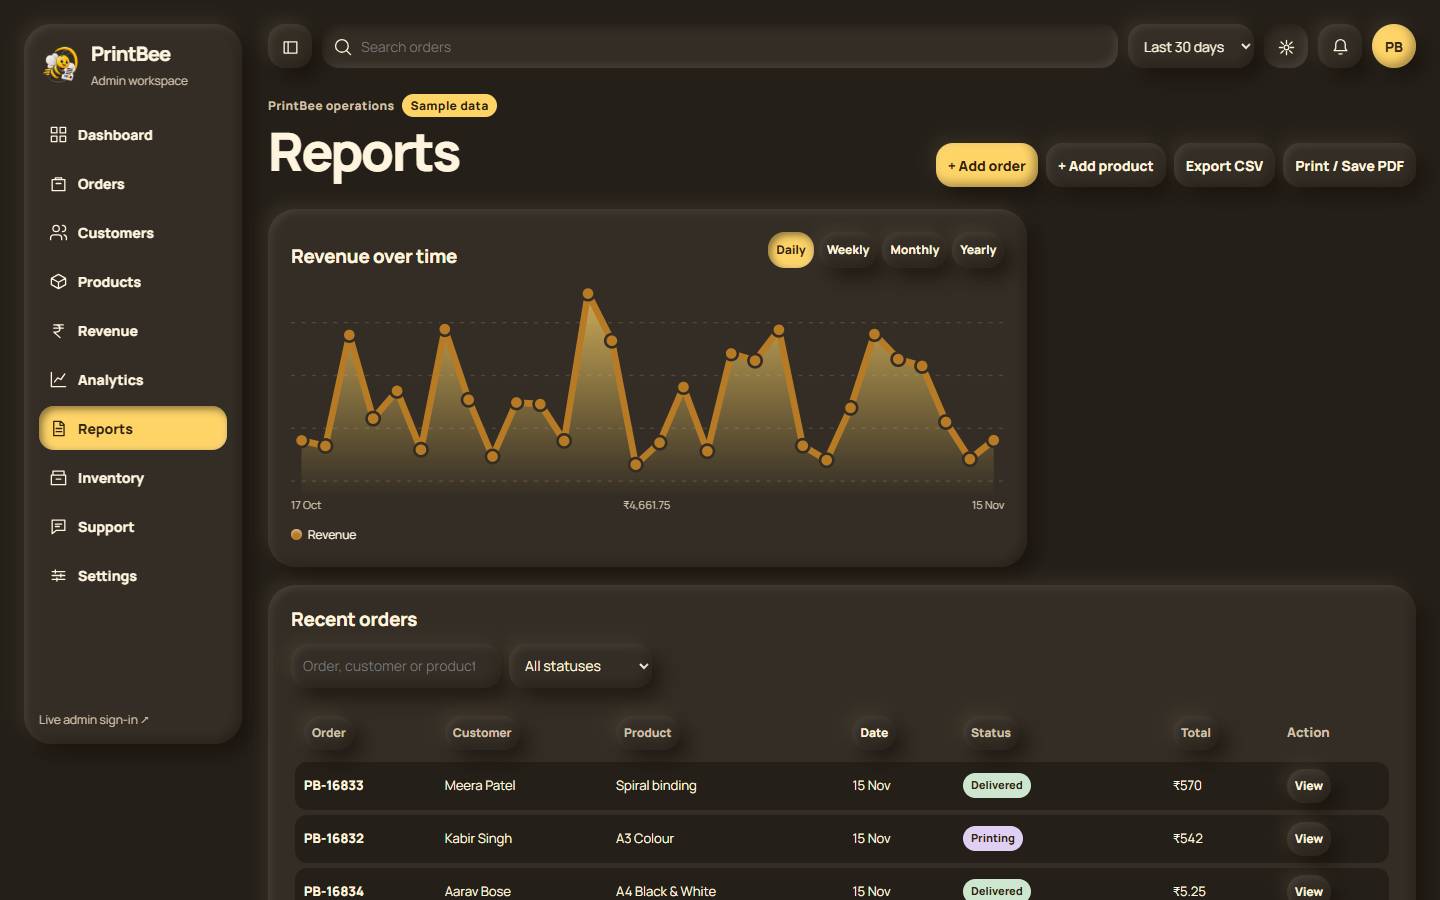 PrintBee
Admin workspace
Dashboard
Orders
Customers
Products
Revenue
Analytics
Reports
Inventory
Support
Settings
Live admin sign-in ↗
Search orders
Last 30 days
PB
PrintBee operations
Sample data
Reports
+ Add order
+ Add product
Export CSV
Print / Save PDF
Revenue over time
Daily Weekly Monthly Yearly
17 Oct ₹4,661.75 15 Nov
Revenue
Recent orders
Order, customer or product
All statuses
Order Customer Product Date Status Total Action
PB-16833 Meera Patel Spiral binding 15 Nov Delivered ₹570 View
PB-16832 Kabir Singh A3 Colour 15 Nov Printing ₹542 View
PB-16834 Aarav Bose A4 Black & White 15 Nov Delivered ₹5.25 View